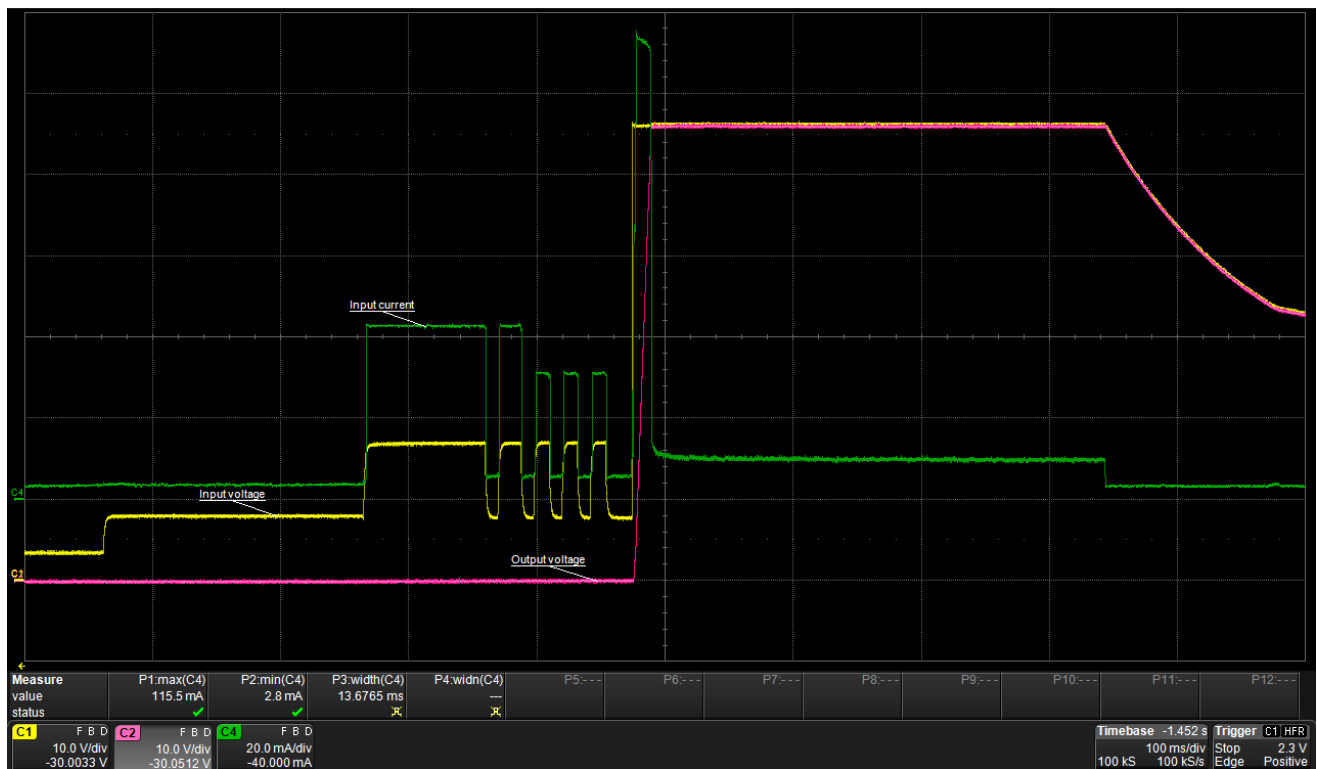 Input current
C4
Input voltage
Output voltage
C2
Measure P1:max(C4) P2:min(C4) P3:width(C4) P4:widn(C4) P5:- - - P6:- - - P7:- - - P8:- - - P9:- - - P10:- - - P11:- - - P12:- - -
value 115.5 mA 2.8 mA 13.6765 ms ---
status
C1 F B D C2 F B D C4 F B D Timebase -1.452 s Trigger C1 HFR
10.0 V/div 10.0 V/div 20.0 mA/div 100 ms/div Stop 2.3 V
-30.0033 V -30.0512 V -40.000 mA 100 kS 100 kS/s Edge Positive